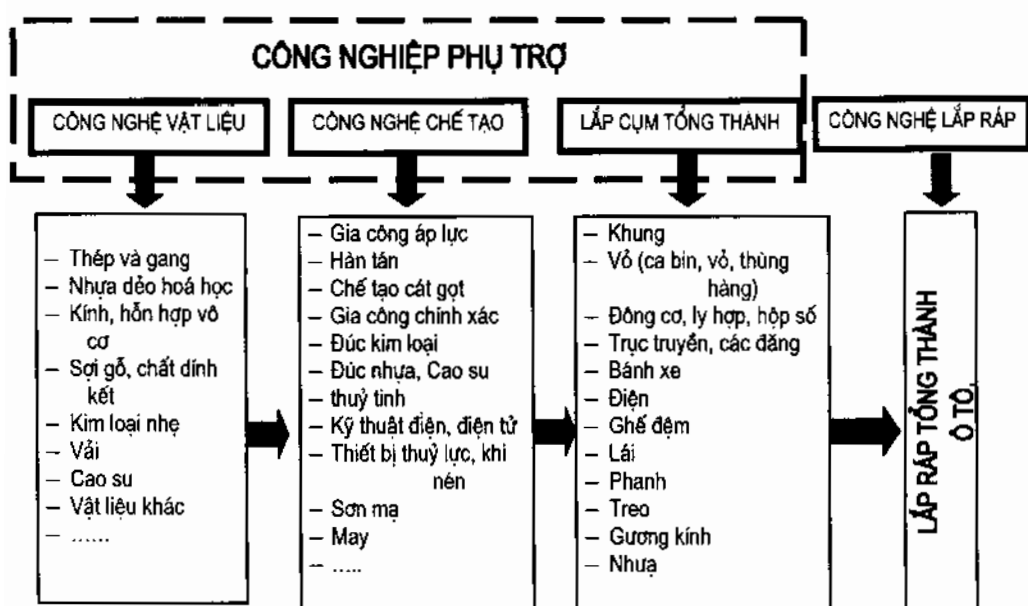 CÔNG NGHIỆP PHỤ TRỢ
CÔNG NGHỆ VẬT LIỆU
CÔNG NGHỆ CHẾ TẠO
LẮP CỤM TỔNG THÀNH
CÔNG NGHỆ LẮP RÁP
– Thép và gang
– Nhựa dẻo hoá học
– Kính, hỗn hợp vô
cơ
– Sợi gỗ, chất dính
kết
– Kim loại nhẹ
– Vải
– Cao su
– Vật liệu khác
– ......
– Gia công áp lực
– Hàn tán
– Chế tạo cát gọt
– Gia công chính xác
– Đúc kim loại
– Đúc nhựa, Cao su
– thuỷ tinh
– Kỹ thuật điện, điện tử
– Thiết bị thuỷ lực, khi
nén
– Sơn mạ
– May
– .....
– Khung
– Vỏ (ca bin, vỏ, thùng
hàng)
– Đông cơ, ly hợp, hộp số
– Trục truyền, các đăng
– Bánh xe
– Điện
– Ghế đệm
– Lái
– Phanh
– Treo
– Gương kính
– Nhựa
LẮP RÁP TỔNG THÀNH
Ô TÔ,